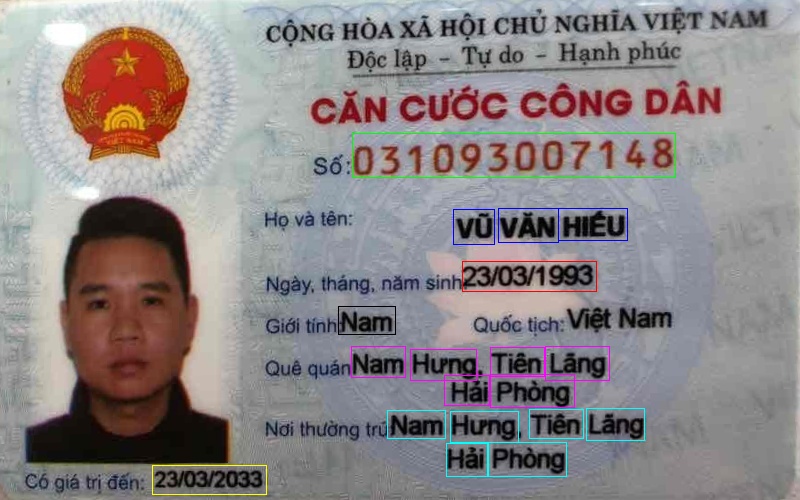 CỘNG HÒA XÃ HỘI CHỦ NGHĨA VIỆT NAM
Độc lập – Tự do – Hạnh phúc
CĂN CƯỚC CÔNG DÂN
Số: 031093007148
Họ và tên: VŨ VĂN HIẾU
Ngày, tháng, năm sinh: 23/03/1993
Giới tính: Nam Quốc tịch: Việt Nam
Quê quán: Nam Hưng, Tiên Lãng
Hải Phòng
Nơi thường trú: Nam Hưng, Tiên Lãng
Hải Phòng
Có giá trị đến: 23/03/2033